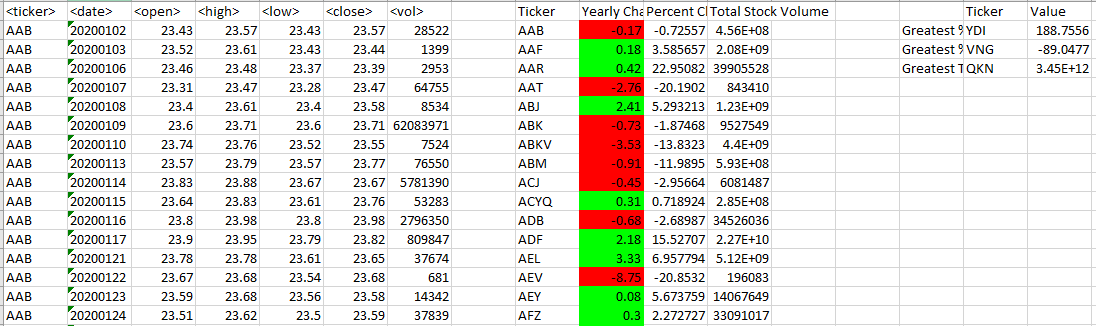 <ticker> <date> <open> <high> <low> <close> <vol> Ticker Yearly Cha Percent Cl Total Stock Volume Ticker Value
AAB 20200102 23.43 23.57 23.43 23.57 28522 AAB -0.17 -0.72557 4.56E+08 Greatest % YDI 188.7556
AAB 20200103 23.52 23.61 23.43 23.44 1399 AAF 0.18 3.585657 2.08E+09 Greatest % VNG -89.0477
AAB 20200106 23.46 23.48 23.37 23.39 2953 AAR 0.42 22.95082 39905528 Greatest T QKN 3.45E+12
AAB 20200107 23.31 23.47 23.28 23.47 64755 AAT -2.76 -20.1902 843410
AAB 20200108 23.4 23.61 23.4 23.58 8534 ABJ 2.41 5.293213 1.23E+09
AAB 20200109 23.6 23.71 23.6 23.71 62083971 ABK -0.73 -1.87468 9527549
AAB 20200110 23.74 23.76 23.52 23.55 7524 ABKV -3.53 -13.8323 4.4E+09
AAB 20200113 23.57 23.79 23.57 23.77 76550 ABM -0.91 -11.9895 5.93E+08
AAB 20200114 23.83 23.88 23.67 23.67 5781390 ACJ -0.45 -2.95664 6081487
AAB 20200115 23.64 23.83 23.61 23.76 53283 ACYQ 0.31 0.718924 2.85E+08
AAB 20200116 23.8 23.98 23.8 23.98 2796350 ADB -0.68 -2.68987 34526036
AAB 20200117 23.9 23.95 23.79 23.82 809847 ADF 2.18 15.52707 2.27E+10
AAB 20200121 23.78 23.78 23.61 23.65 37674 AEL 3.33 6.957794 5.12E+09
AAB 20200122 23.67 23.68 23.54 23.68 681 AEV -8.75 -20.8532 196083
AAB 20200123 23.59 23.68 23.56 23.58 14342 AEY 0.08 5.673759 14067649
AAB 20200124 23.51 23.62 23.5 23.59 37839 AFZ 0.3 2.272727 33091017